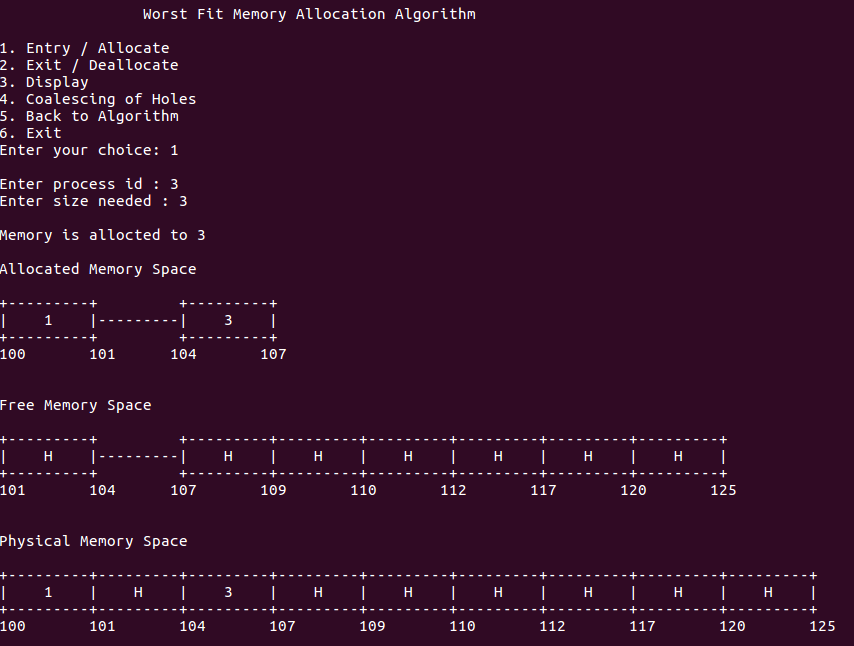 Worst Fit Memory Allocation Algorithm
1. Entry / Allocate
2. Exit / Deallocate
3. Display
4. Coalescing of Holes
5. Back to Algorithm
6. Exit
Enter your choice: 1
Enter process id : 3
Enter size needed : 3
Memory is allocted to 3
Allocated Memory Space
+---------+         +---------+
|    1    |---------|    3    |
+---------+         +---------+
100       101      104       107
Free Memory Space
+---------+         +---------+---------+---------+---------+---------+---------+
|    H    |---------|    H    |    H    |    H    |    H    |    H    |    H    |
+---------+         +---------+---------+---------+---------+---------+---------+
101       104      107       109       110       112       117       120       125
Physical Memory Space
+---------+---------+---------+---------+---------+---------+---------+---------+---------+
|    1    |    H    |    3    |    H    |    H    |    H    |    H    |    H    |    H    |
+---------+---------+---------+---------+---------+---------+---------+---------+---------+
100       101       104       107       109       110       112       117       120       125